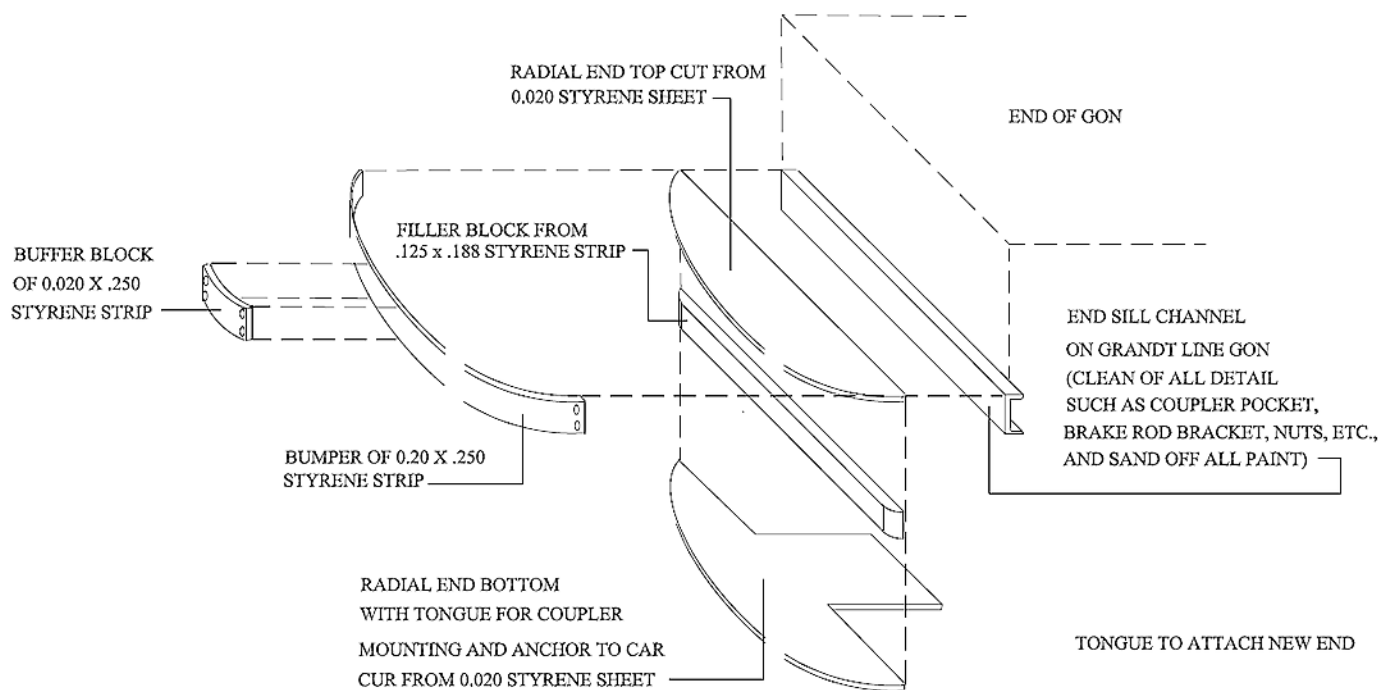 RADIAL END TOP CUT FROM
0.020 STYRENE SHEET
END OF GON
FILLER BLOCK FROM
.125 x .188 STYRENE STRIP
BUFFER BLOCK
OF 0.020 X .250
STYRENE STRIP
END SILL CHANNEL
ON GRANDT LINE GON
(CLEAN OF ALL DETAIL
SUCH AS COUPLER POCKET,
BRAKE ROD BRACKET, NUTS, ETC.,
AND SAND OFF ALL PAINT)
BUMPER OF 0.20 X .250
STYRENE STRIP
RADIAL END BOTTOM
WITH TONGUE FOR COUPLER
MOUNTING AND ANCHOR TO CAR
CUR FROM 0.020 STYRENE SHEET
TONGUE TO ATTACH NEW END